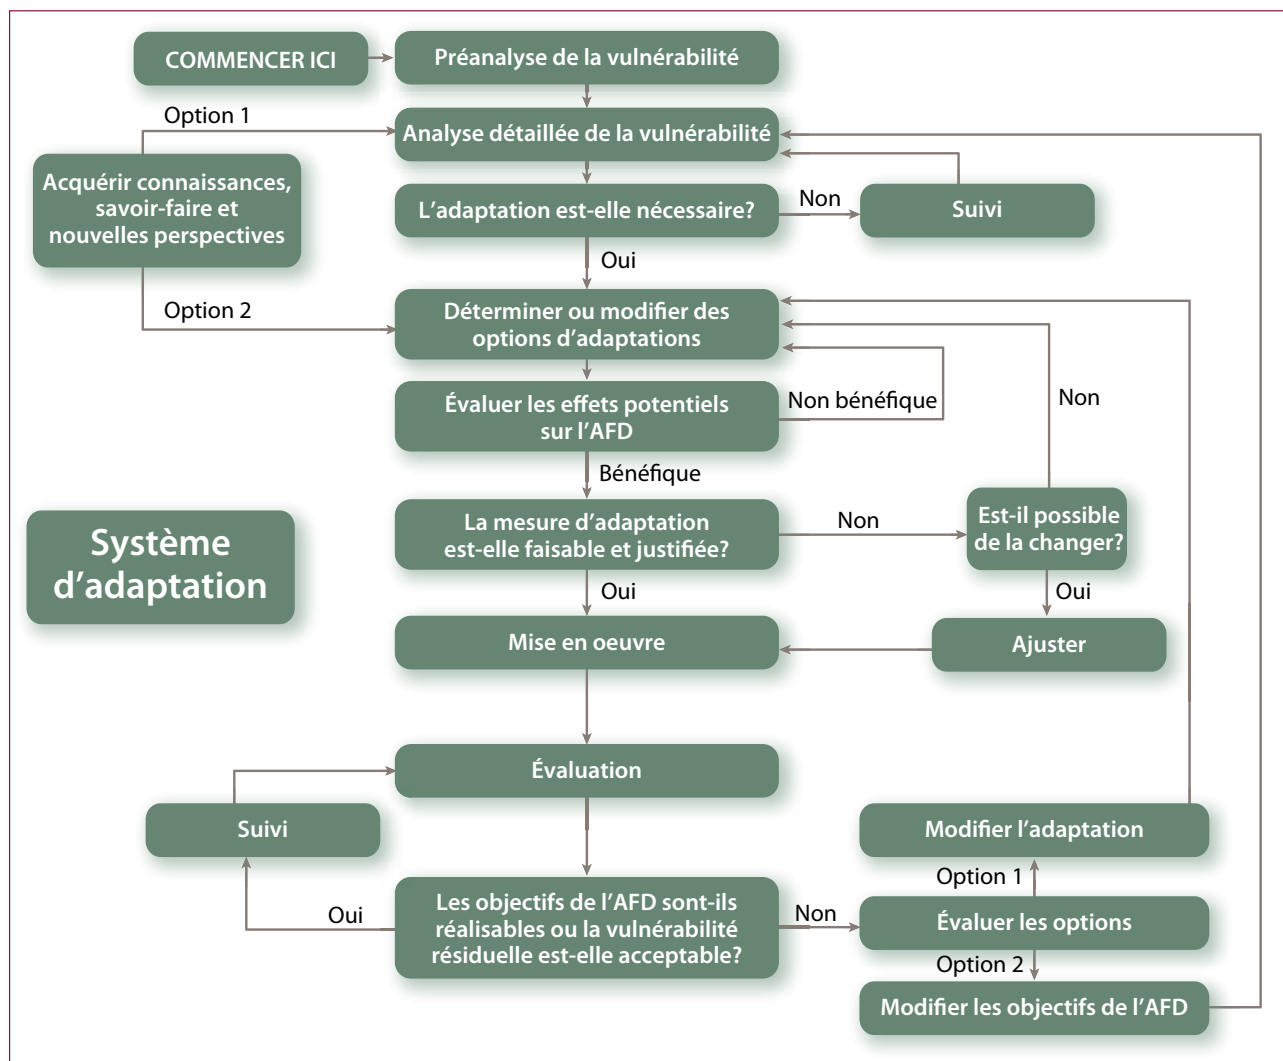 COMMENCER ICI
Préanalyse de la vulnérabilité
Option 1
Analyse détaillée de la vulnérabilité
Acquérir connaissances,
savoir-faire et
nouvelles perspectives
L'adaptation est-elle nécessaire?
Non
Suivi
Oui
Option 2
Déterminer ou modifier des
options d'adaptations
Évaluer les effets potentiels
sur l'AFD
Non bénéfique
Non
Bénéfique
Système
d'adaptation
La mesure d'adaptation
est-elle faisable et justifiée?
Non
Est-il possible
de la changer?
Oui
Oui
Mise en oeuvre
Ajuster
Évaluation
Suivi
Modifier l'adaptation
Option 1
Oui
Les objectifs de l'AFD sont-ils
réalisables ou la vulnérabilité
résiduelle est-elle acceptable?
Non
Évaluer les options
Option 2
Modifier les objectifs de l'AFD